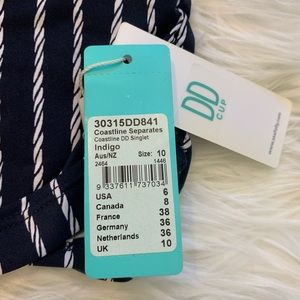 30315DD841
Coastline Separates
Coastline DD Singlet
Indigo
Aus/NZ Size: 10
2464 1446
9 337611 737034
USA 6
Canada 8
France 38
Germany 36
Netherlands 36
UK 10
DD
CUP